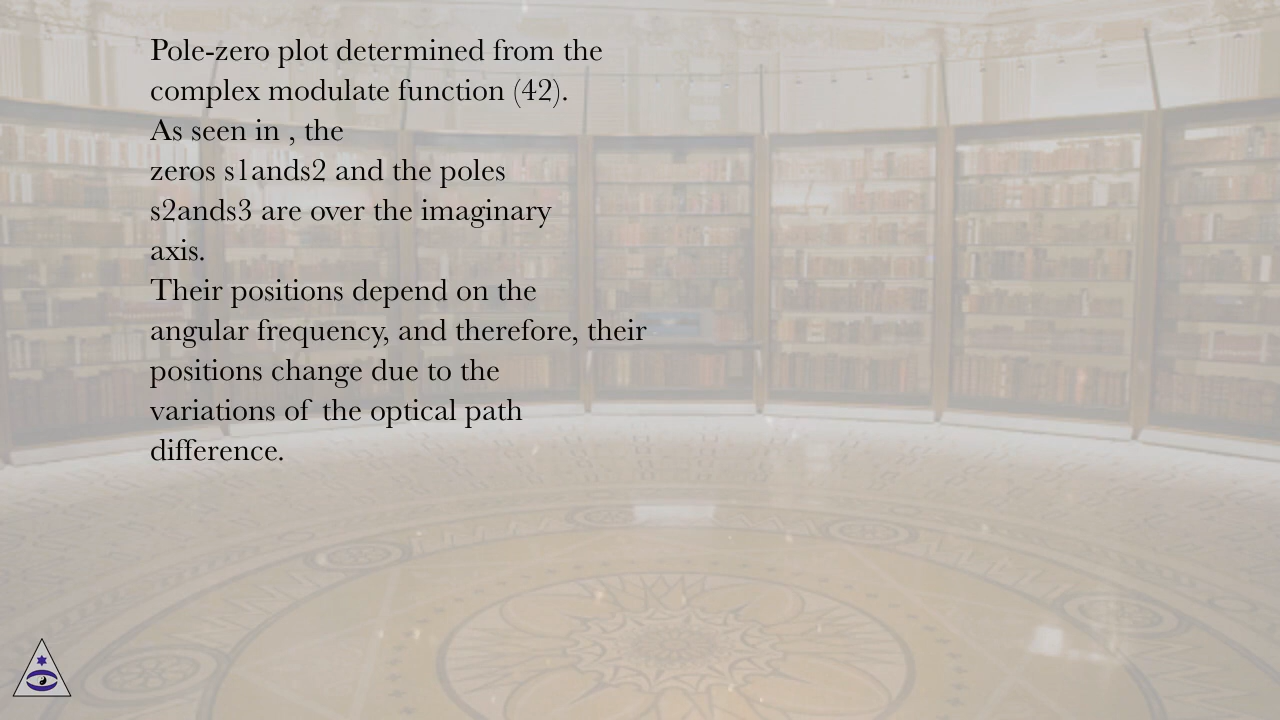 Pole-zero plot determined from the
complex modulate function (42).
As seen in , the
zeros s1ands2 and the poles
s2ands3 are over the imaginary
axis.
Their positions depend on the
angular frequency, and therefore, their
positions change due to the
variations of the optical path
difference.